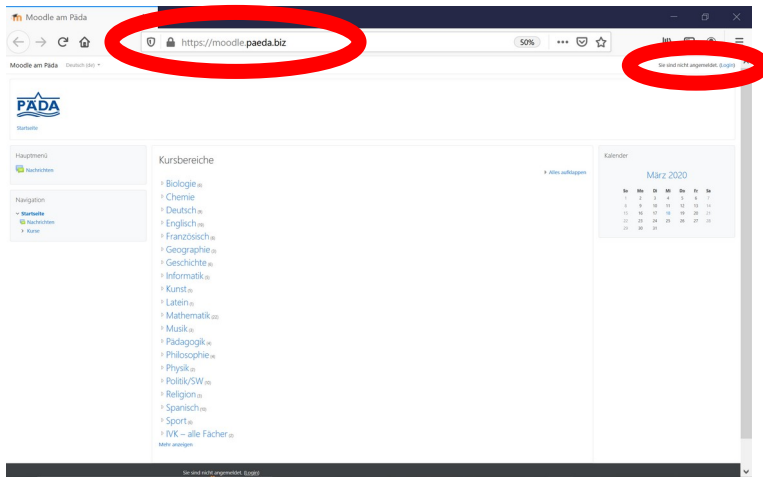 Moodle am Päda
https://moodle.paeda.biz
50%
Moodle am Päda Deutsch (de)
Sie sind nicht angemeldet. (Login)
PÄDA
Startseite
Hauptmenü
Nachrichten
Navigation
Startseite
Nachrichten
Kurse
Kursbereiche
Alles aufklappen
Biologie
Chemie
Deutsch
Englisch
Französisch
Geographie
Geschichte
Informatik
Kunst
Latein
Mathematik (22)
Musik
Pädagogik
Philosophie
Physik
Politik/SW
Religion
Spanisch
Sport
IVK – alle Fächer
Mehr anzeigen
Kalender
März 2020
So Mo Di Mi Do Fr Sa
1 2 3 4 5 6 7
8 9 10 11 12 13 14
15 16 17 18 19 20 21
22 23 24 25 26 27 28
29 30 31
Sie sind nicht angemeldet. (Login)